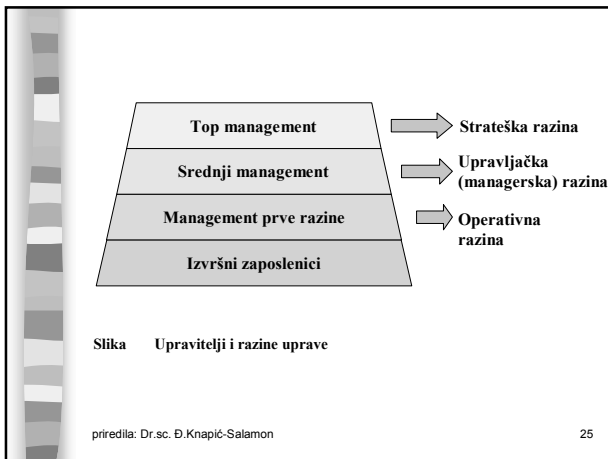 Top management
Strateška razina
Srednji management
Upravljačka
(managerska) razina
Management prve razine
Operativna
razina
Izvršni zaposlenici
Slika Upravitelji i razine uprave
priredila: Dr.sc. Đ.Knapić-Salamon
25